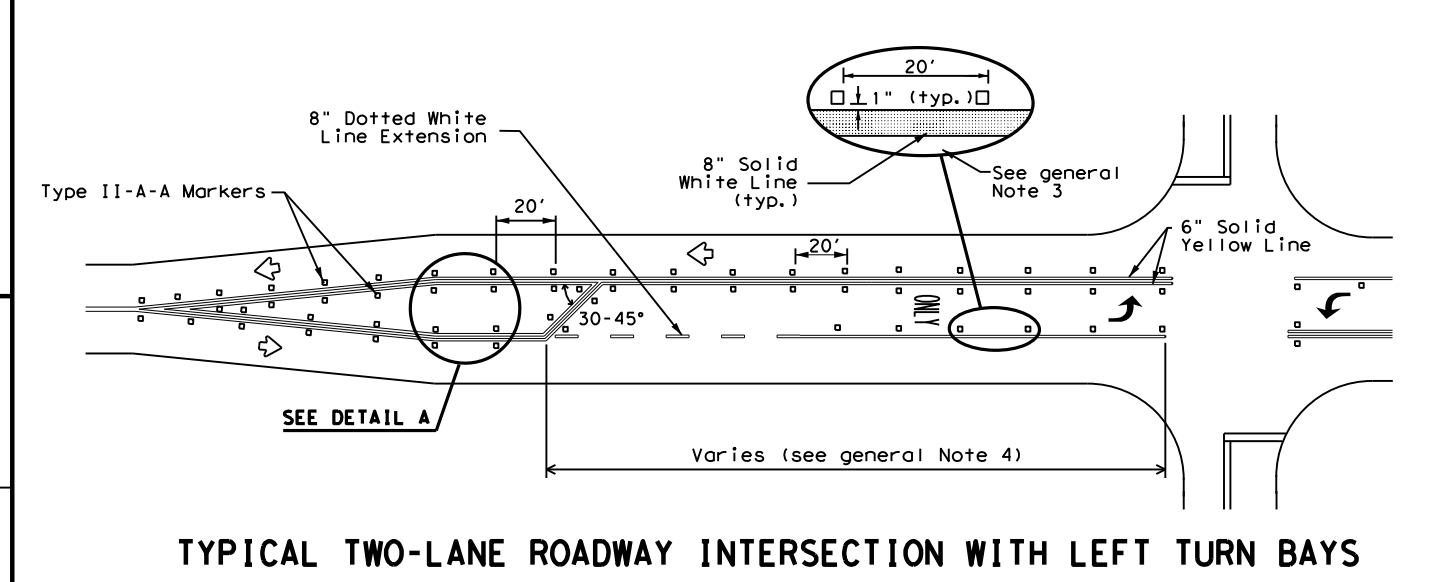 20'
1" (typ.)
8" Dotted White
Line Extension
8" Solid
White Line
(typ.)
See general
Note 3
Type II-A-A Markers
20'
6" Solid
Yellow Line
20'
30-45°
ONLY
SEE DETAIL A
Varies (see general Note 4)
TYPICAL TWO-LANE ROADWAY INTERSECTION WITH LEFT TURN BAYS